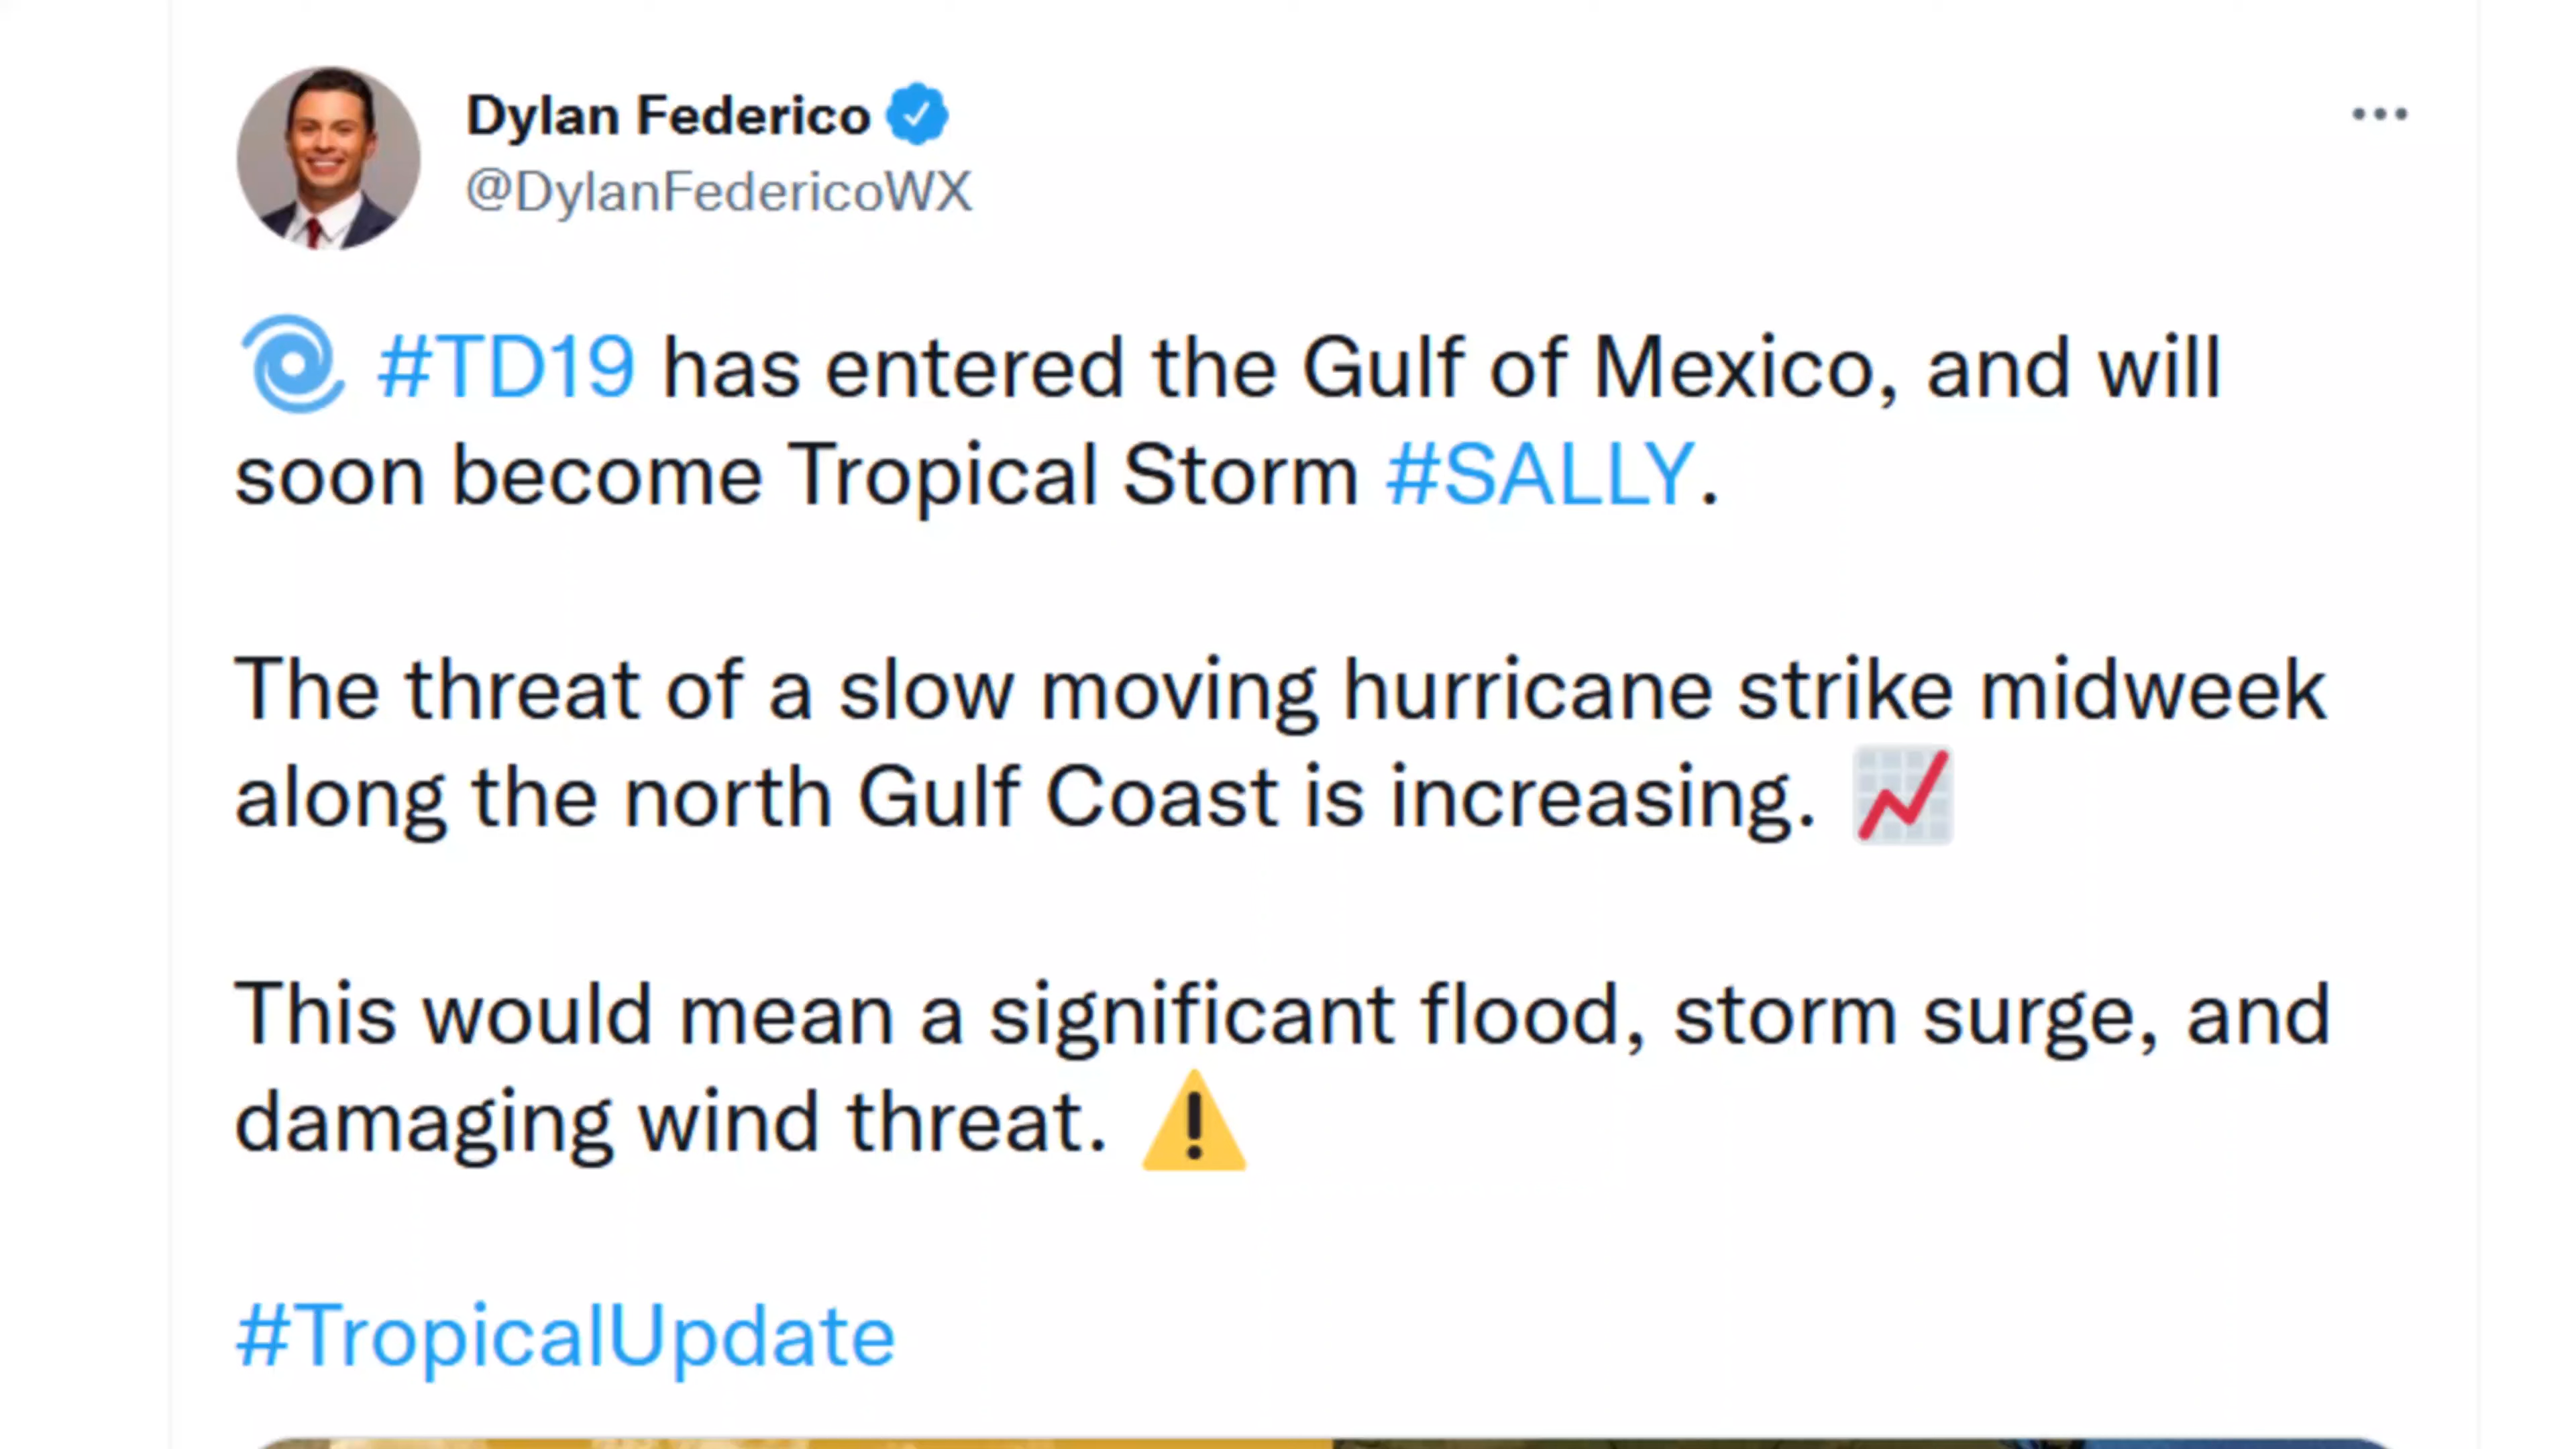 Dylan Federico
@DylanFedericoWX
#TD19 has entered the Gulf of Mexico, and will
soon become Tropical Storm #SALLY.
The threat of a slow moving hurricane strike midweek
along the north Gulf Coast is increasing.
This would mean a significant flood, storm surge, and
damaging wind threat.
#TropicalUpdate